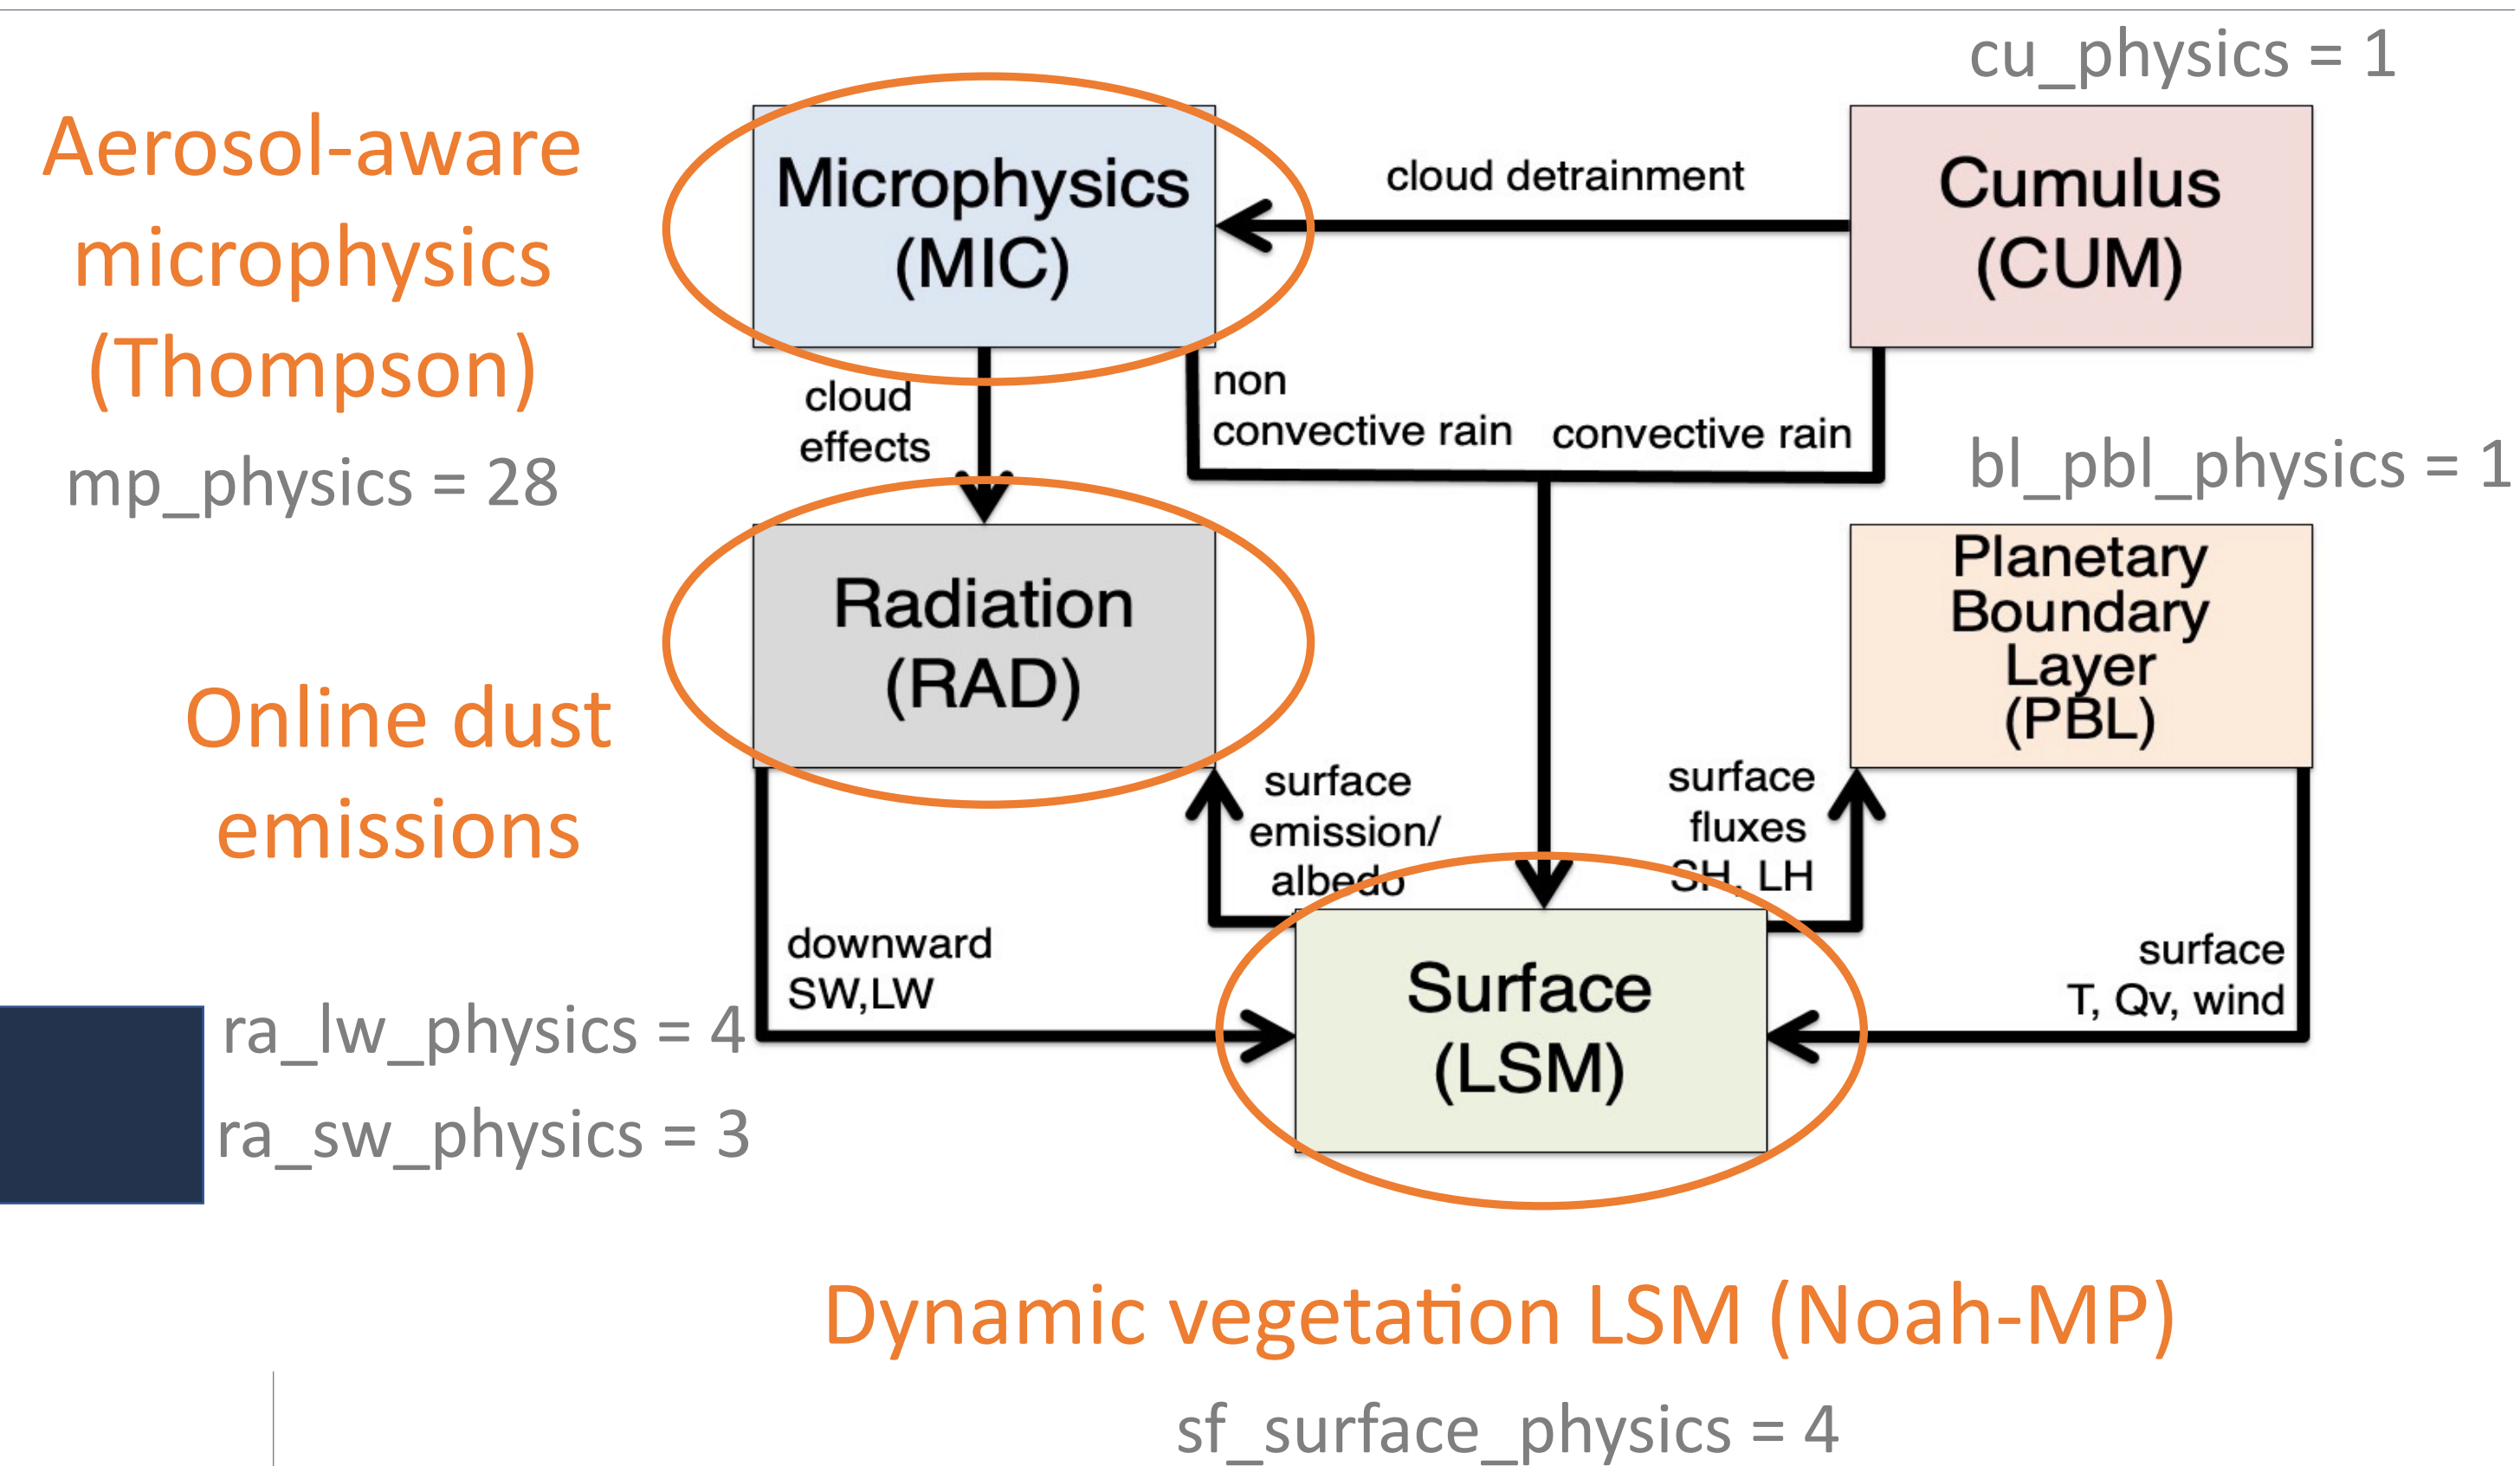 cu_physics = 1
Aerosol-aware
microphysics
(Thompson)
mp_physics = 28
Microphysics
(MIC)
cloud detrainment
Cumulus
(CUM)
cloud
effects
non
convective rain
convective rain
bl_pbl_physics = 1
Radiation
(RAD)
Planetary
Boundary
Layer
(PBL)
Online dust
emissions
surface
emission/
albedo
surface
fluxes
SH, LH
downward
SW,LW
surface
T, Qv, wind
ra_lw_physics = 4
ra_sw_physics = 3
Surface
(LSM)
Dynamic vegetation LSM (Noah-MP)
sf_surface_physics = 4